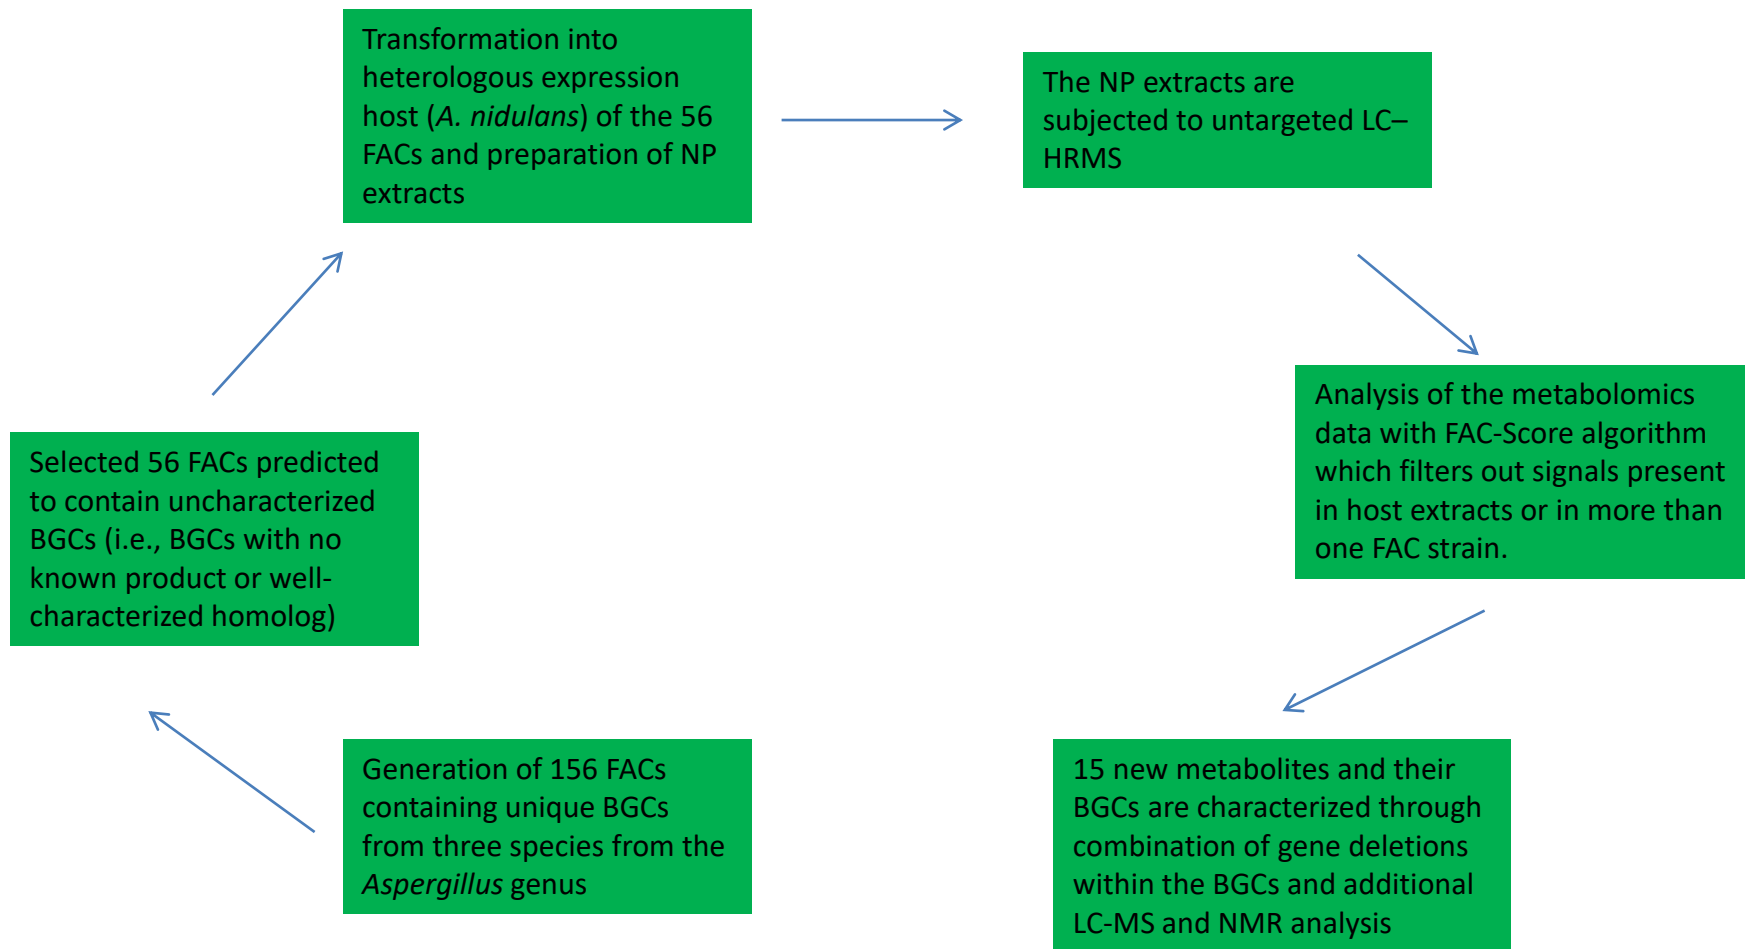 Transformation into
heterologous expression
host (A. nidulans) of the 56
FACs and preparation of NP
extracts
The NP extracts are
subjected to untargeted LC–
HRMS
Analysis of the metabolomics
data with FAC-Score algorithm
which filters out signals present
in host extracts or in more than
one FAC strain.
Selected 56 FACs predicted
to contain uncharacterized
BGCs (i.e., BGCs with no
known product or well-
characterized homolog)
Generation of 156 FACs
containing unique BGCs
from three species from the
Aspergillus genus
15 new metabolites and their
BGCs are characterized through
combination of gene deletions
within the BGCs and additional
LC-MS and NMR analysis